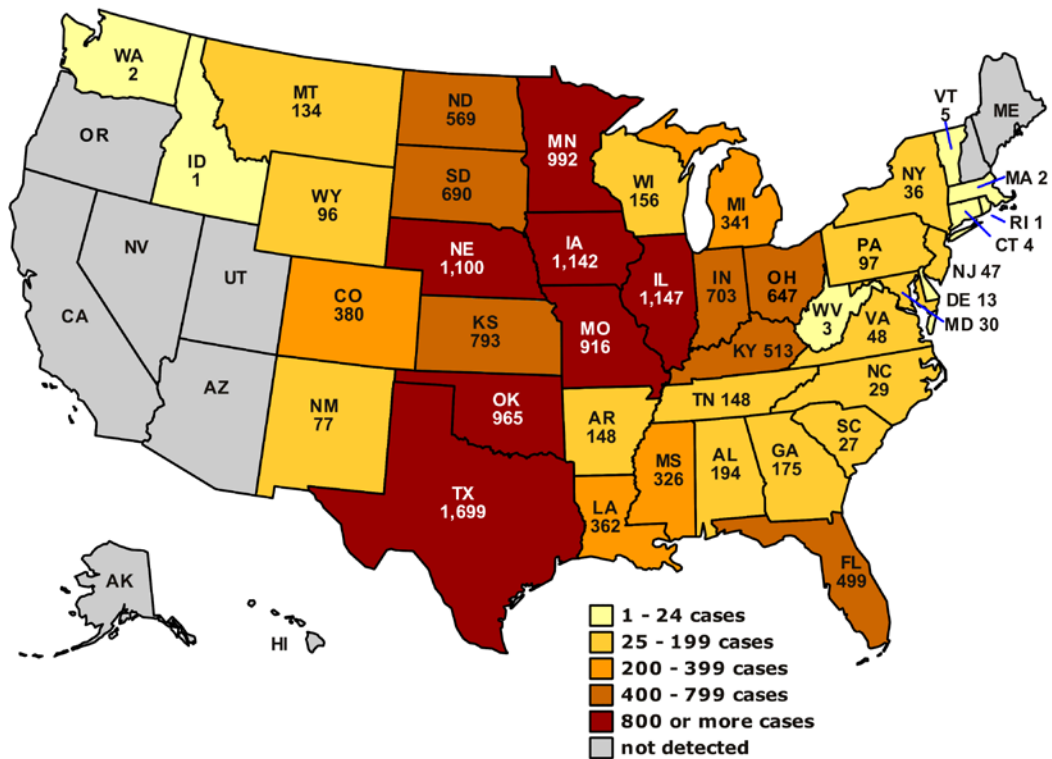 WA
2
MT
134
ND
569
MN
992
VT
5
ME
OR
ID
1
WY
96
SD
690
WI
156
MI
341
NY
36
MA 2
RI 1
CT 4
NV
UT
CO
380
NE
1,100
IA
1,142
IL
1,147
IN
703
OH
647
PA
97
NJ 47
DE 13
MD 30
WV
3
VA
48
CA
AZ
NM
77
KS
793
MO
916
KY 513
OK
965
AR
148
TN 148
NC
29
SC
27
MS
326
AL
194
GA
175
TX
1,699
LA
362
FL
499
AK
HI
1 - 24 cases
25 - 199 cases
200 - 399 cases
400 - 799 cases
800 or more cases
not detected